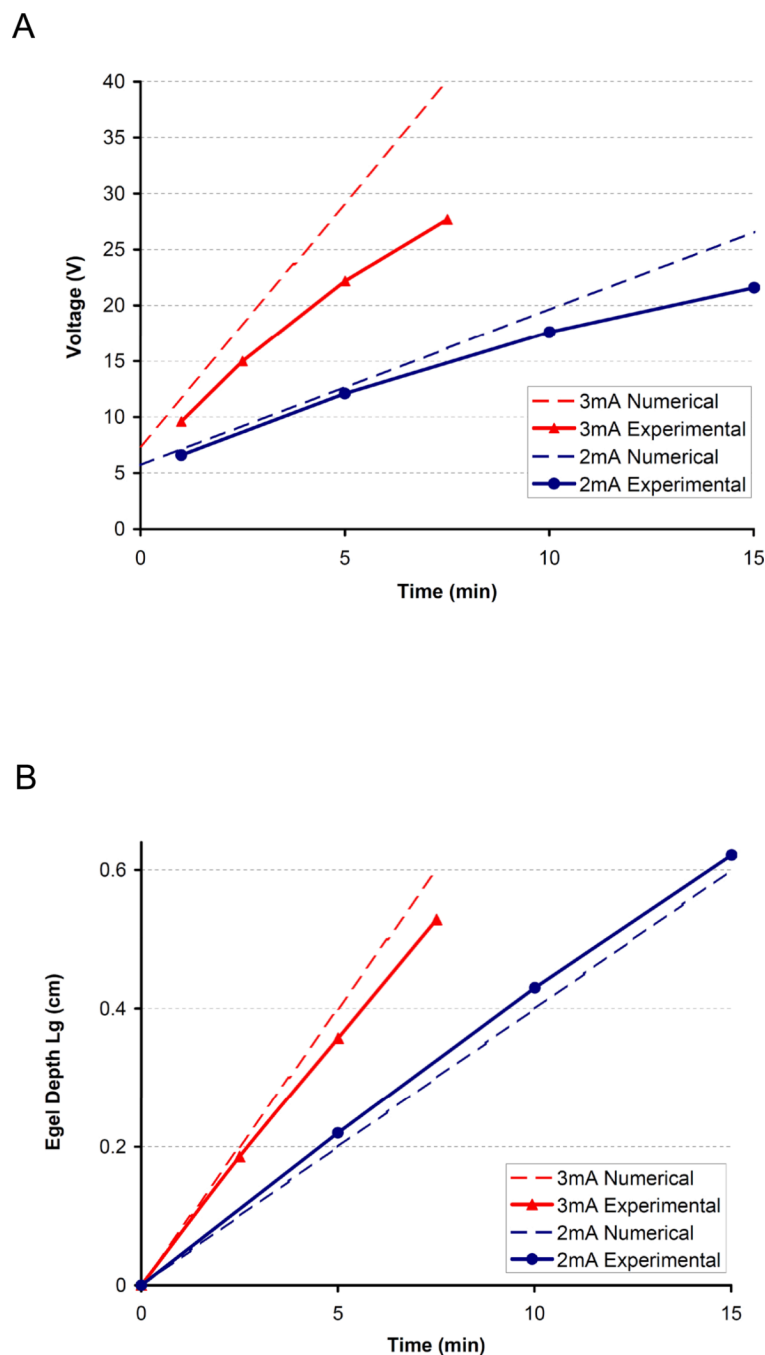 A
40
35
30
25
20
15
10
5
0
Voltage (V)
3mA Numerical
3mA Experimental
2mA Numerical
2mA Experimental
0 5 10 15
Time (min)
B
0.6
0.4
0.2
0
Egel Depth Lg (cm)
3mA Numerical
3mA Experimental
2mA Numerical
2mA Experimental
0 5 10 15
Time (min)